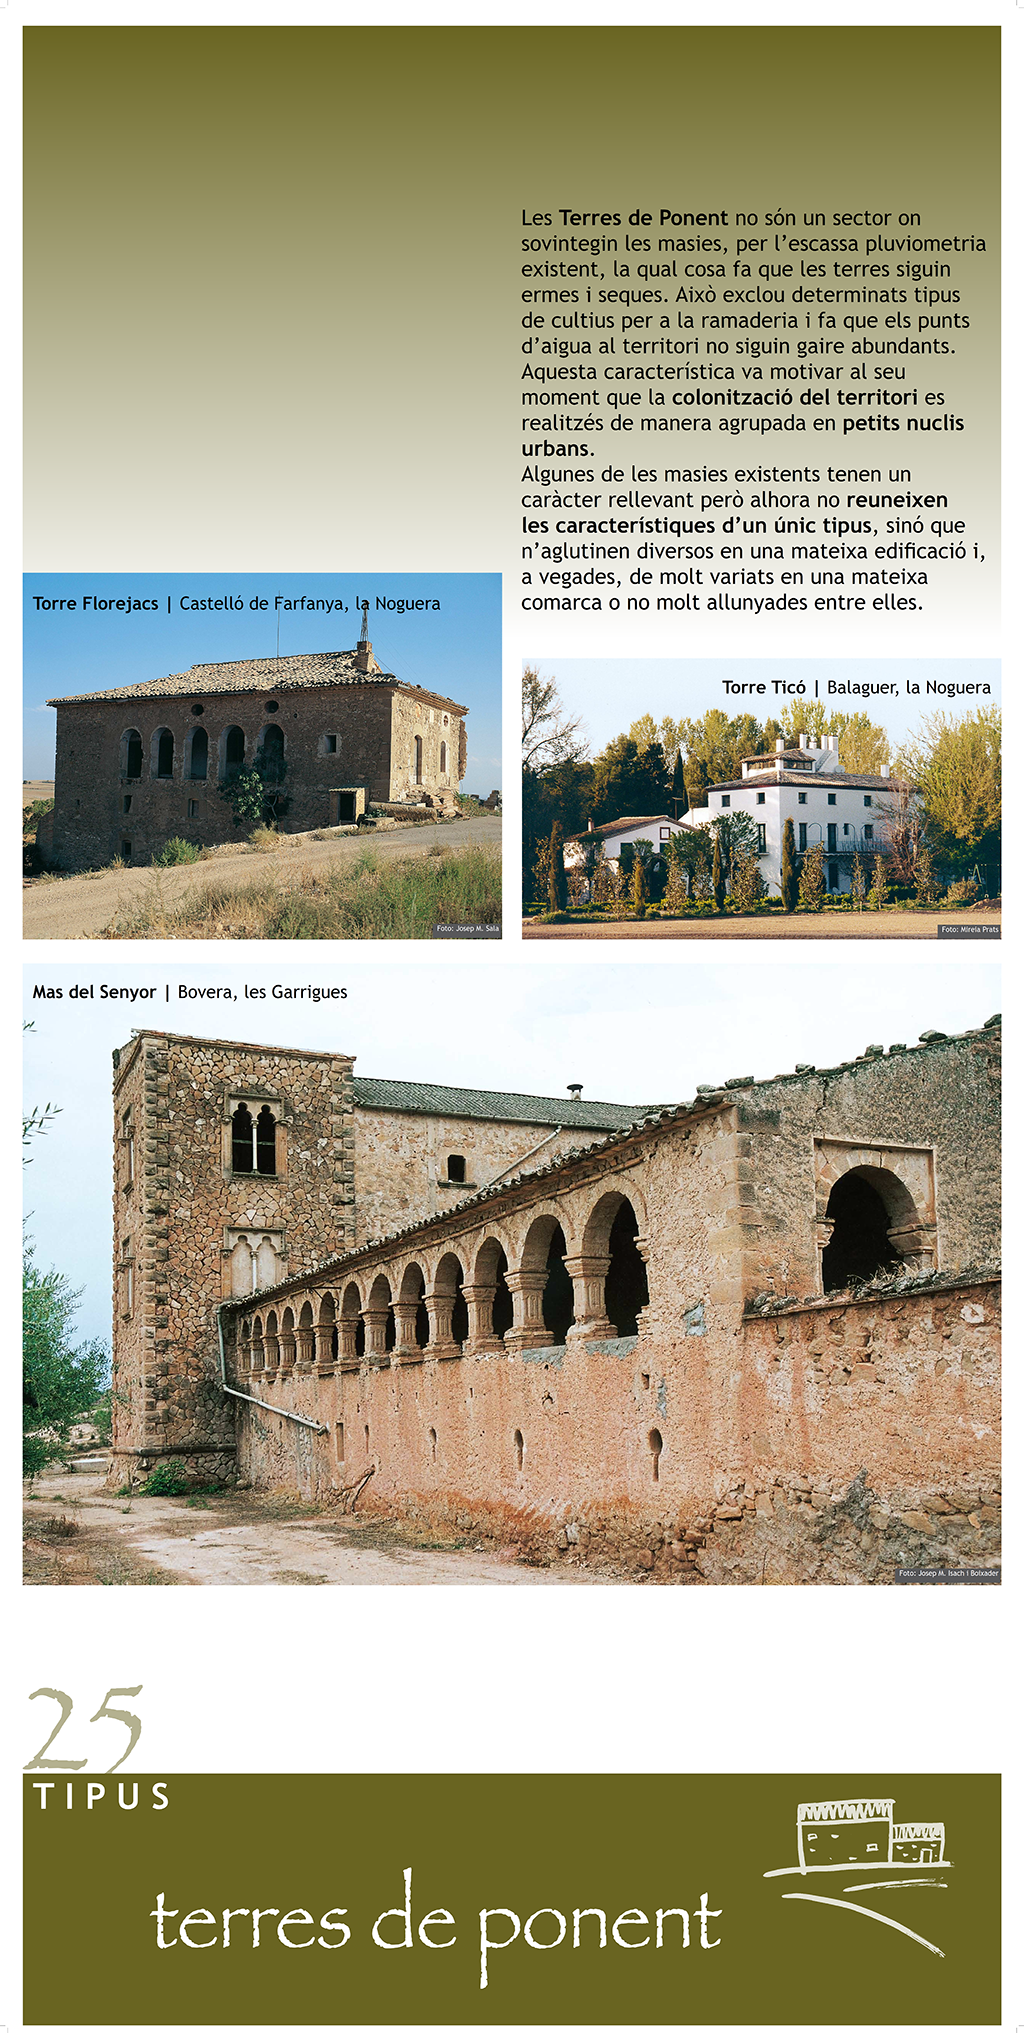 Les Terres de Ponent no són un sector on
sovintegin les masies, per l’escassa pluviometria
existent, la qual cosa fa que les terres siguin
ermes i seques. Això exclou determinats tipus
de cultius per a la ramaderia i fa que els punts
d’aigua al territori no siguin gaire abundants.
Aquesta característica va motivar al seu
moment que la colonització del territori es
realitzés de manera agrupada en petits nuclis
urbans.
Algunes de les masies existents tenen un
caràcter rellevant però alhora no reuneixen
les característiques d’un únic tipus, sinó que
n’aglutinen diversos en una mateixa edificació i,
a vegades, de molt variats en una mateixa
comarca o no molt allunyades entre elles.
Torre Florejacs | Castelló de Farfanya, la Noguera
Foto: Josep M. Sala
Torre Ticó | Balaguer, la Noguera
Foto: Mireia Prats
Mas del Senyor | Bovera, les Garrigues
Foto: Josep M. Isach i Boixader
25
TIPUS
terres de ponent